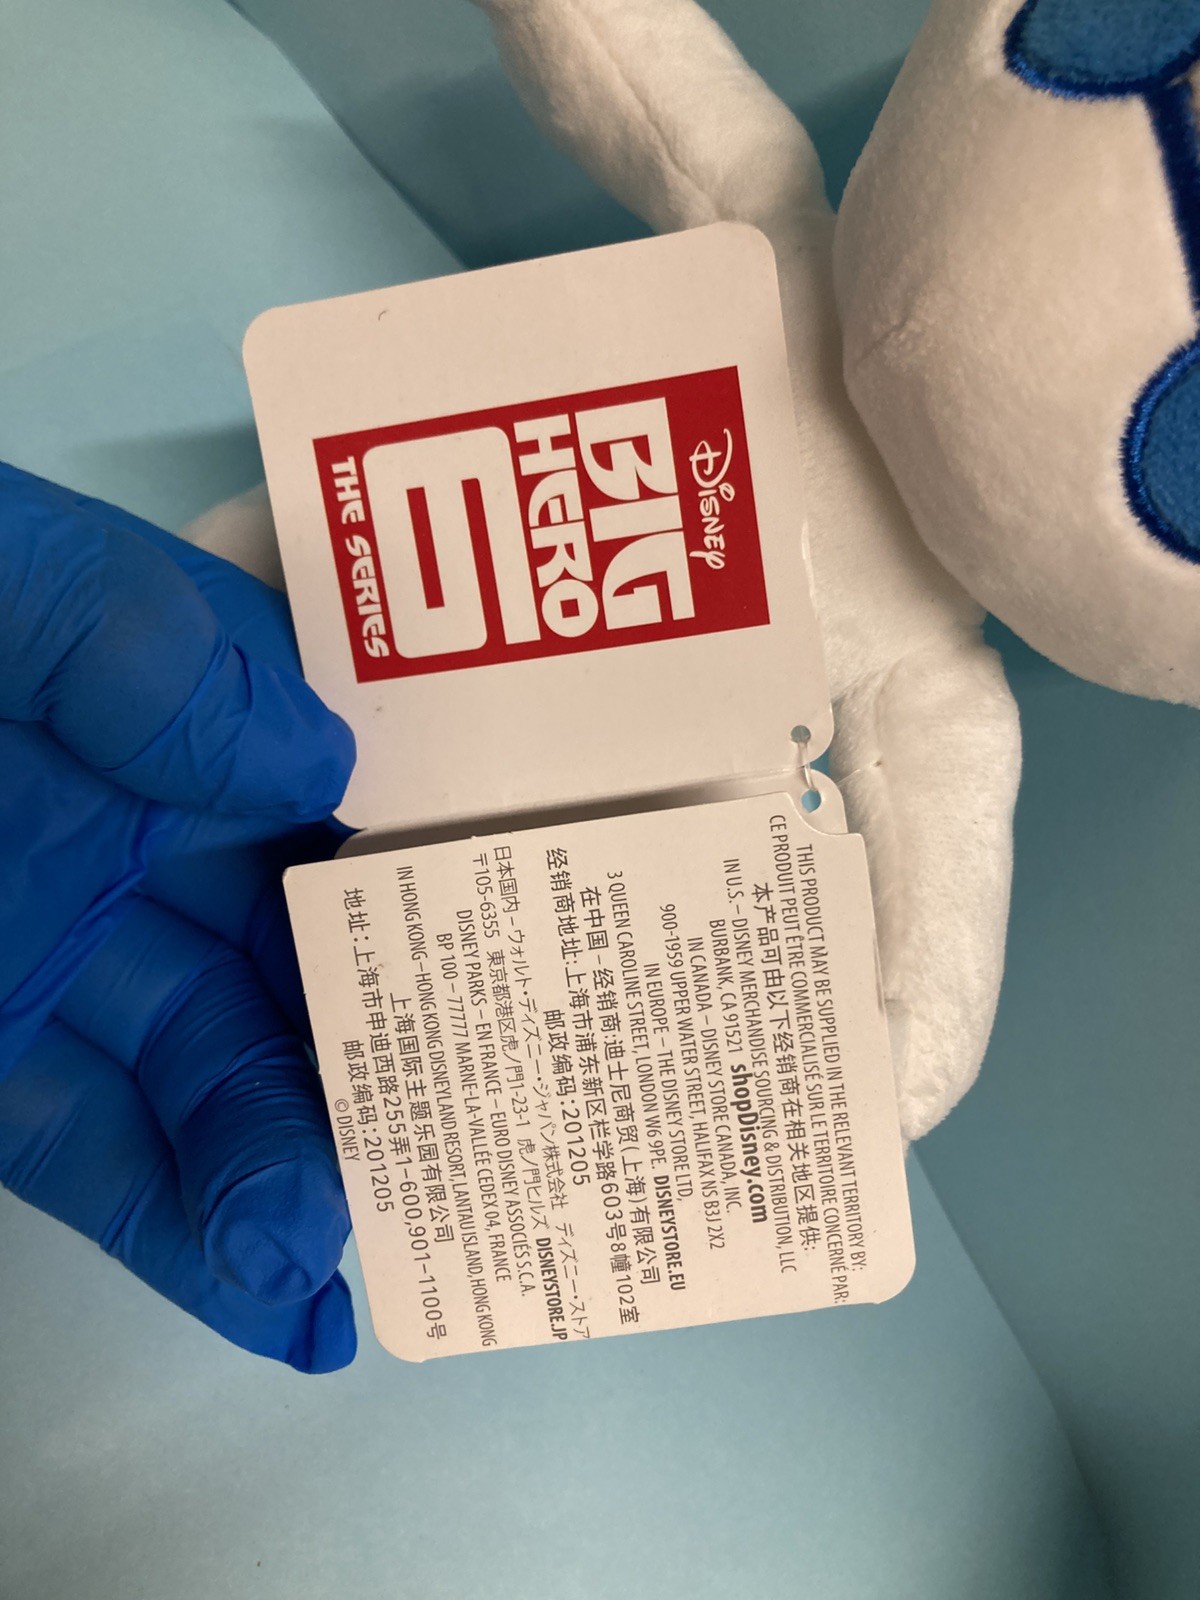 DISNEY
BIG
HERO
6
THE SERIES
THIS PRODUCT MAY BE SUPPLIED IN THE RELEVANT TERRITORY BY:
CE PRODUIT PEUT ÊTRE COMMERCIALISÉ SUR LE TERRITOIRE CONCERNÉ PAR:
本产品可由以下经销商在相关地区提供:
IN U.S. – DISNEY MERCHANDISE SOURCING & DISTRIBUTION, LLC
BURBANK, CA 91521 shopDisney.com
IN CANADA – DISNEY STORE CANADA, INC.
900-1959 UPPER WATER STREET, HALIFAX NS B3J 2X2
IN EUROPE – THE DISNEY STORE LTD,
3 QUEEN CAROLINE STREET, LONDON W6 9PE. DISNEYSTORE.EU
在中国 – 经销商:迪士尼商贸(上海)有限公司
经销商地址:上海市浦东新区栏学路603号8幢102室
邮政编码:201205
日本国内 – ウォルト・ディズニー・ジャパン株式会社 ディズニー・ストア
〒105-6355 東京都港区虎ノ門1-23-1 虎ノ門ヒルズ DISNEYSTORE.JP
DISNEY PARKS – EN FRANCE – EURO DISNEY ASSOCIÉS S.C.A.
BP 100 – 77777 MARNE-LA-VALLÉE CEDEX 04, FRANCE
IN HONG KONG – HONG KONG DISNEYLAND RESORT, LANTAU ISLAND, HONG KONG
上海国际主题乐园有限公司
地址:上海市申迪西路255弄1-600,901-1100号
邮政编码:201205
© DISNEY